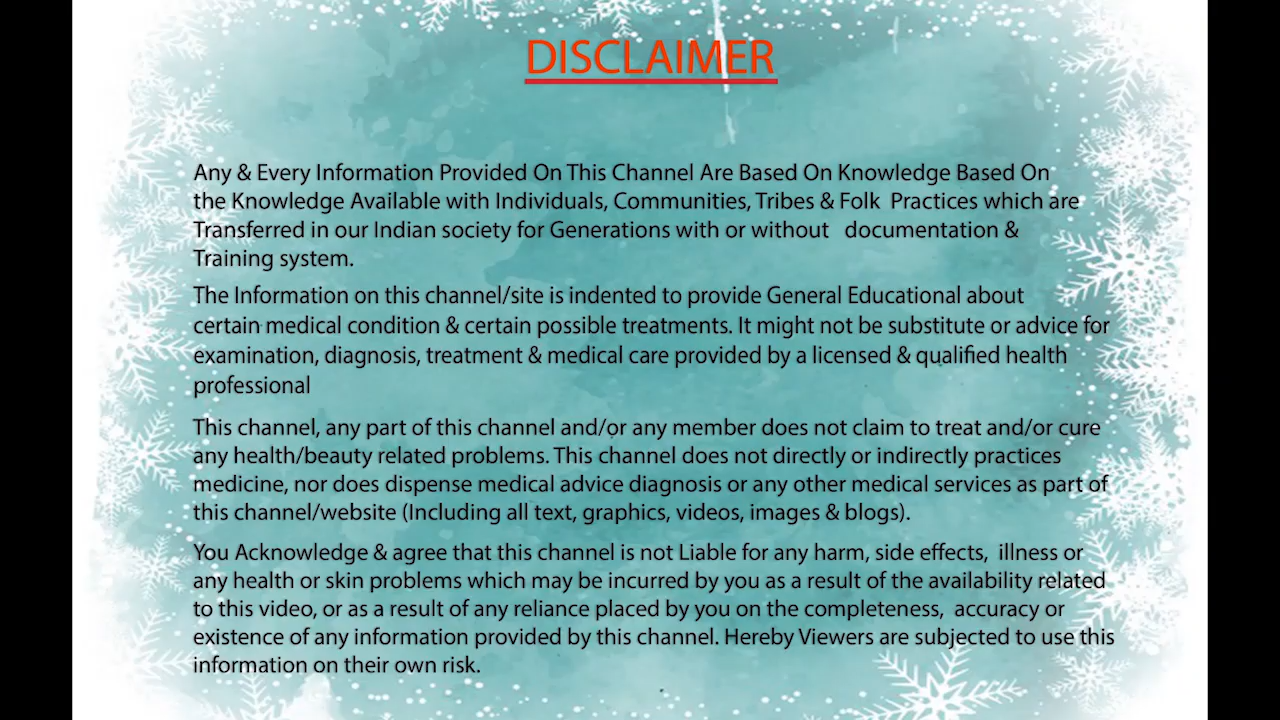 DISCLAIMER
Any & Every Information Provided On This Channel Are Based On Knowledge Based On
the Knowledge Available with Individuals, Communities, Tribes & Folk Practices which are
Transferred in our Indian society for Generations with or without documentation &
Training system.
The Information on this channel/site is indented to provide General Educational about
certain medical condition & certain possible treatments. It might not be substitute or advice for
examination, diagnosis, treatment & medical care provided by a licensed & qualified health
professional
This channel, any part of this channel and/or any member does not claim to treat and/or cure
any health/beauty related problems. This channel does not directly or indirectly practices
medicine, nor does dispense medical advice diagnosis or any other medical services as part of
this channel/website (Including all text, graphics, videos, images & blogs).
You Acknowledge & agree that this channel is not Liable for any harm, side effects, illness or
any health or skin problems which may be incurred by you as a result of the availability related
to this video, or as a result of any reliance placed by you on the completeness, accuracy or
existence of any information provided by this channel. Hereby Viewers are subjected to use this
information on their own risk.